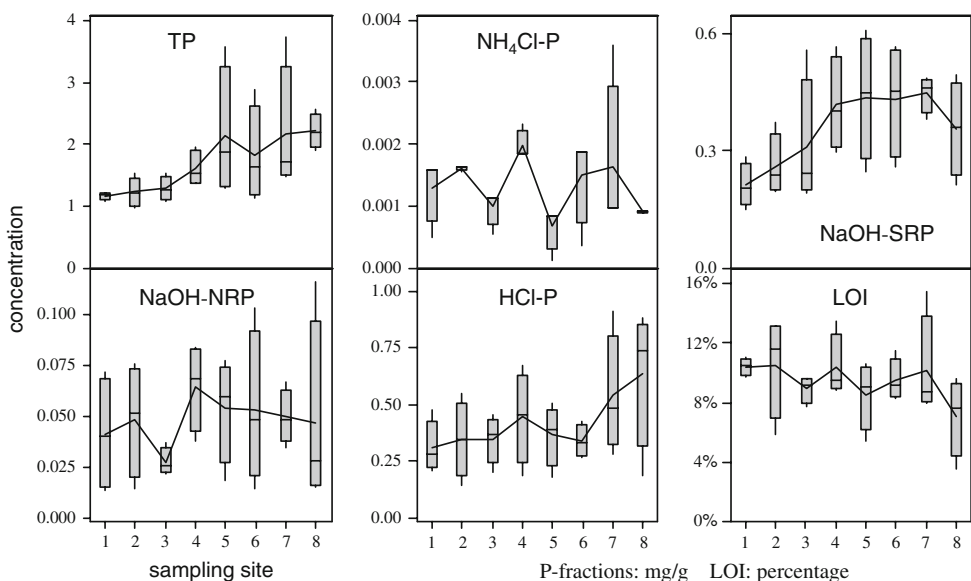 TP
NH₄Cl-P
NaOH-SRP
4
3
2
1
0
0.004
0.003
0.002
0.001
0.000
0.6
0.3
0.0
concentration
NaOH-NRP
HCl-P
LOI
0.100
0.075
0.050
0.025
0.000
1.00
0.75
0.50
0.25
0.00
16%
12%
8%
4%
0%
1 2 3 4 5 6 7 8
1 2 3 4 5 6 7 8
1 2 3 4 5 6 7 8
sampling site
P-fractions: mg/g LOI: percentage